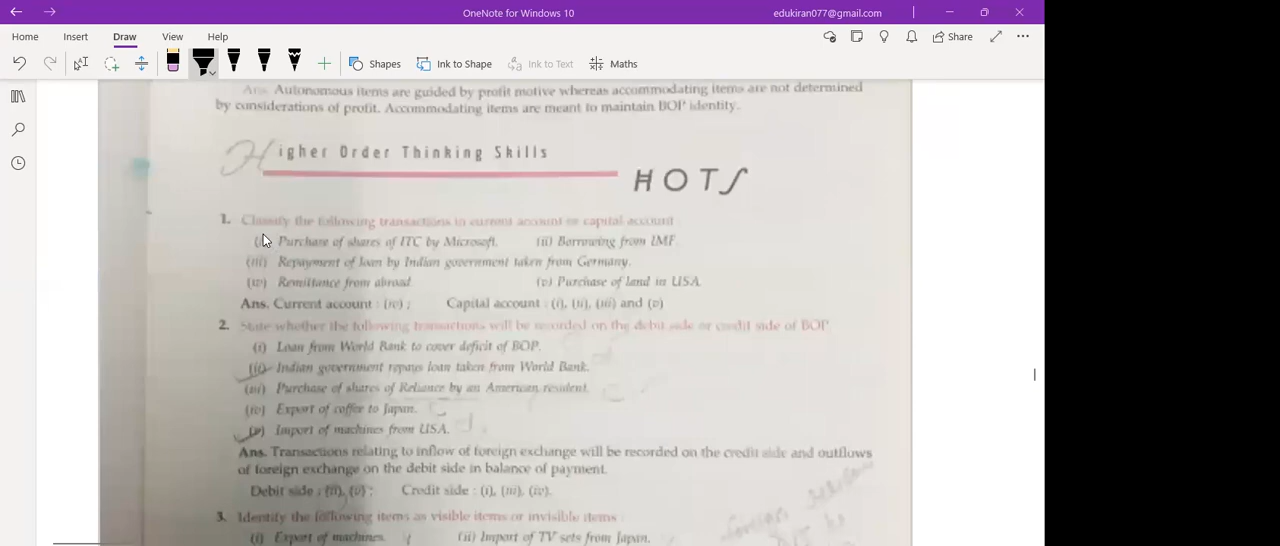 OneNote for Windows 10
edukiran077@gmail.com
Home Insert Draw View Help
Share
Shapes Ink to Shape Ink to Text Maths
Ans. Autonomous items are guided by profit motive whereas accommodating items are not determined
by considerations of profit. Accommodating items are meant to maintain BOP identity.
Higher Order Thinking Skills
HOTS
1. Classify the following transactions in current account or capital account
Purchase of shares of ITC by Microsoft. (ii) Borrowing from IMF.
(iii) Repayment of loan by Indian government taken from Germany.
(iv) Remittance from abroad (v) Purchase of land in USA.
Ans. Current account : (iv) ; Capital account : (i), (ii), (iii) and (v)
2. State whether the following transactions will be recorded on the debit side or credit side of BOP
(i) Loan from World Bank to cover deficit of BOP.
(ii) Indian government repays loan taken from World Bank.
(iii) Purchase of shares of Reliance by an American resident.
(iv) Export of coffee to Japan. C
(v) Import of machines from USA. d.
Ans. Transactions relating to inflow of foreign exchange will be recorded on the credit side and outflows
of foreign exchange on the debit side in balance of payment.
Debit side : (ii), (v) ; Credit side : (i), (iii), (iv).
3. Identify the following items as visible items or invisible items :
(i) Export of machines. (ii) Import of TV sets from Japan.